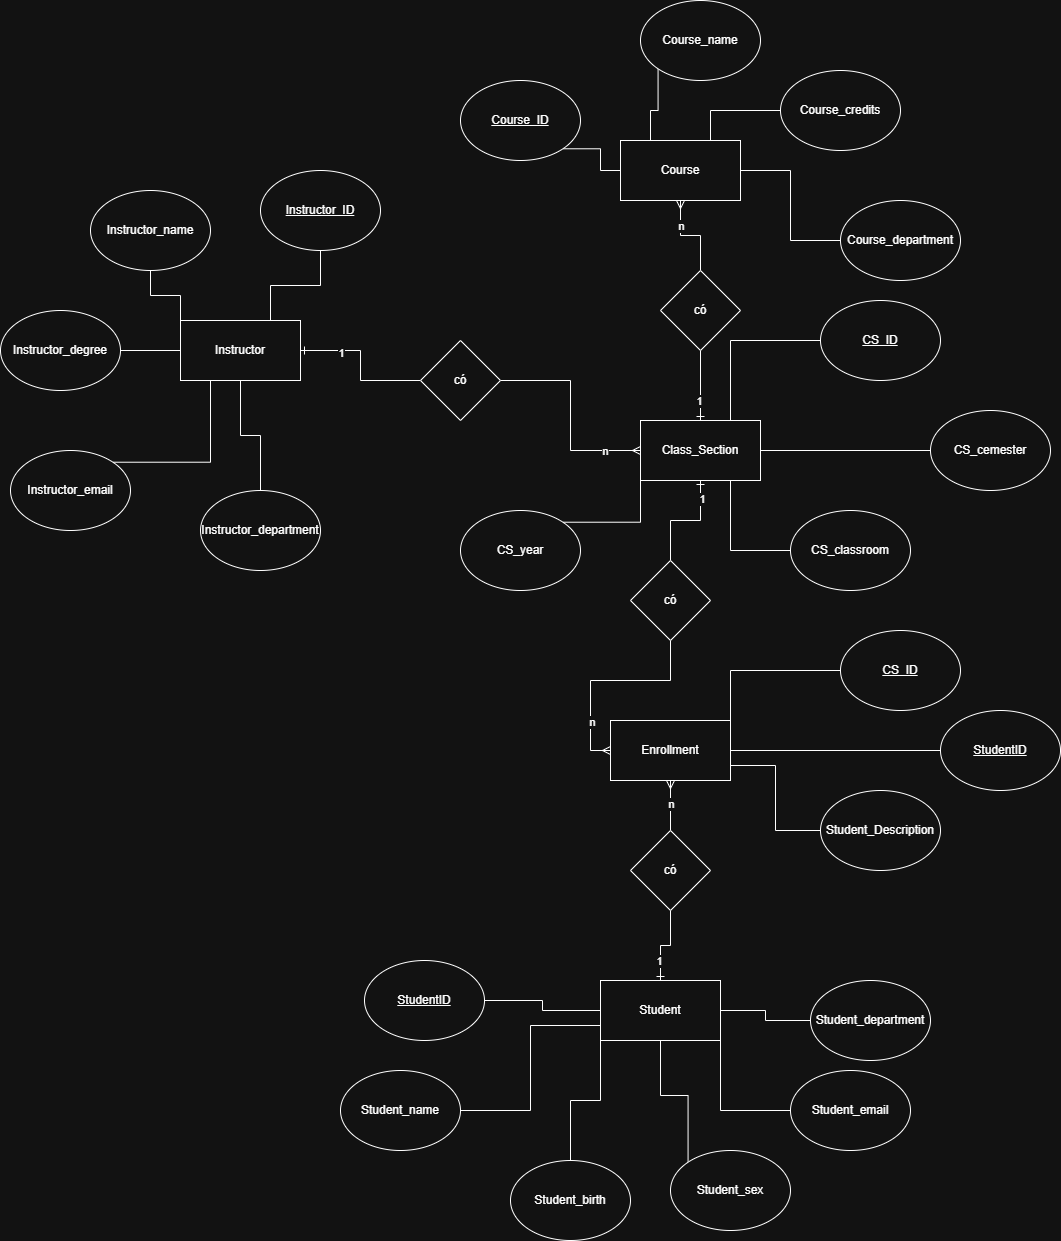 Course_name
Course_credits
Course_ID
Course
Instructor_ID
Instructor_name
n
Course_department
có
CS_ID
Instructor_degree
Instructor
1
có
1
Class_Section
CS_cemester
n
Instructor_email
1
Instructor_department
CS_year
CS_classroom
có
CS_ID
n
Enrollment
StudentID
n
Student_Description
có
1
StudentID
Student
Student_department
Student_name
Student_email
Student_birth
Student_sex